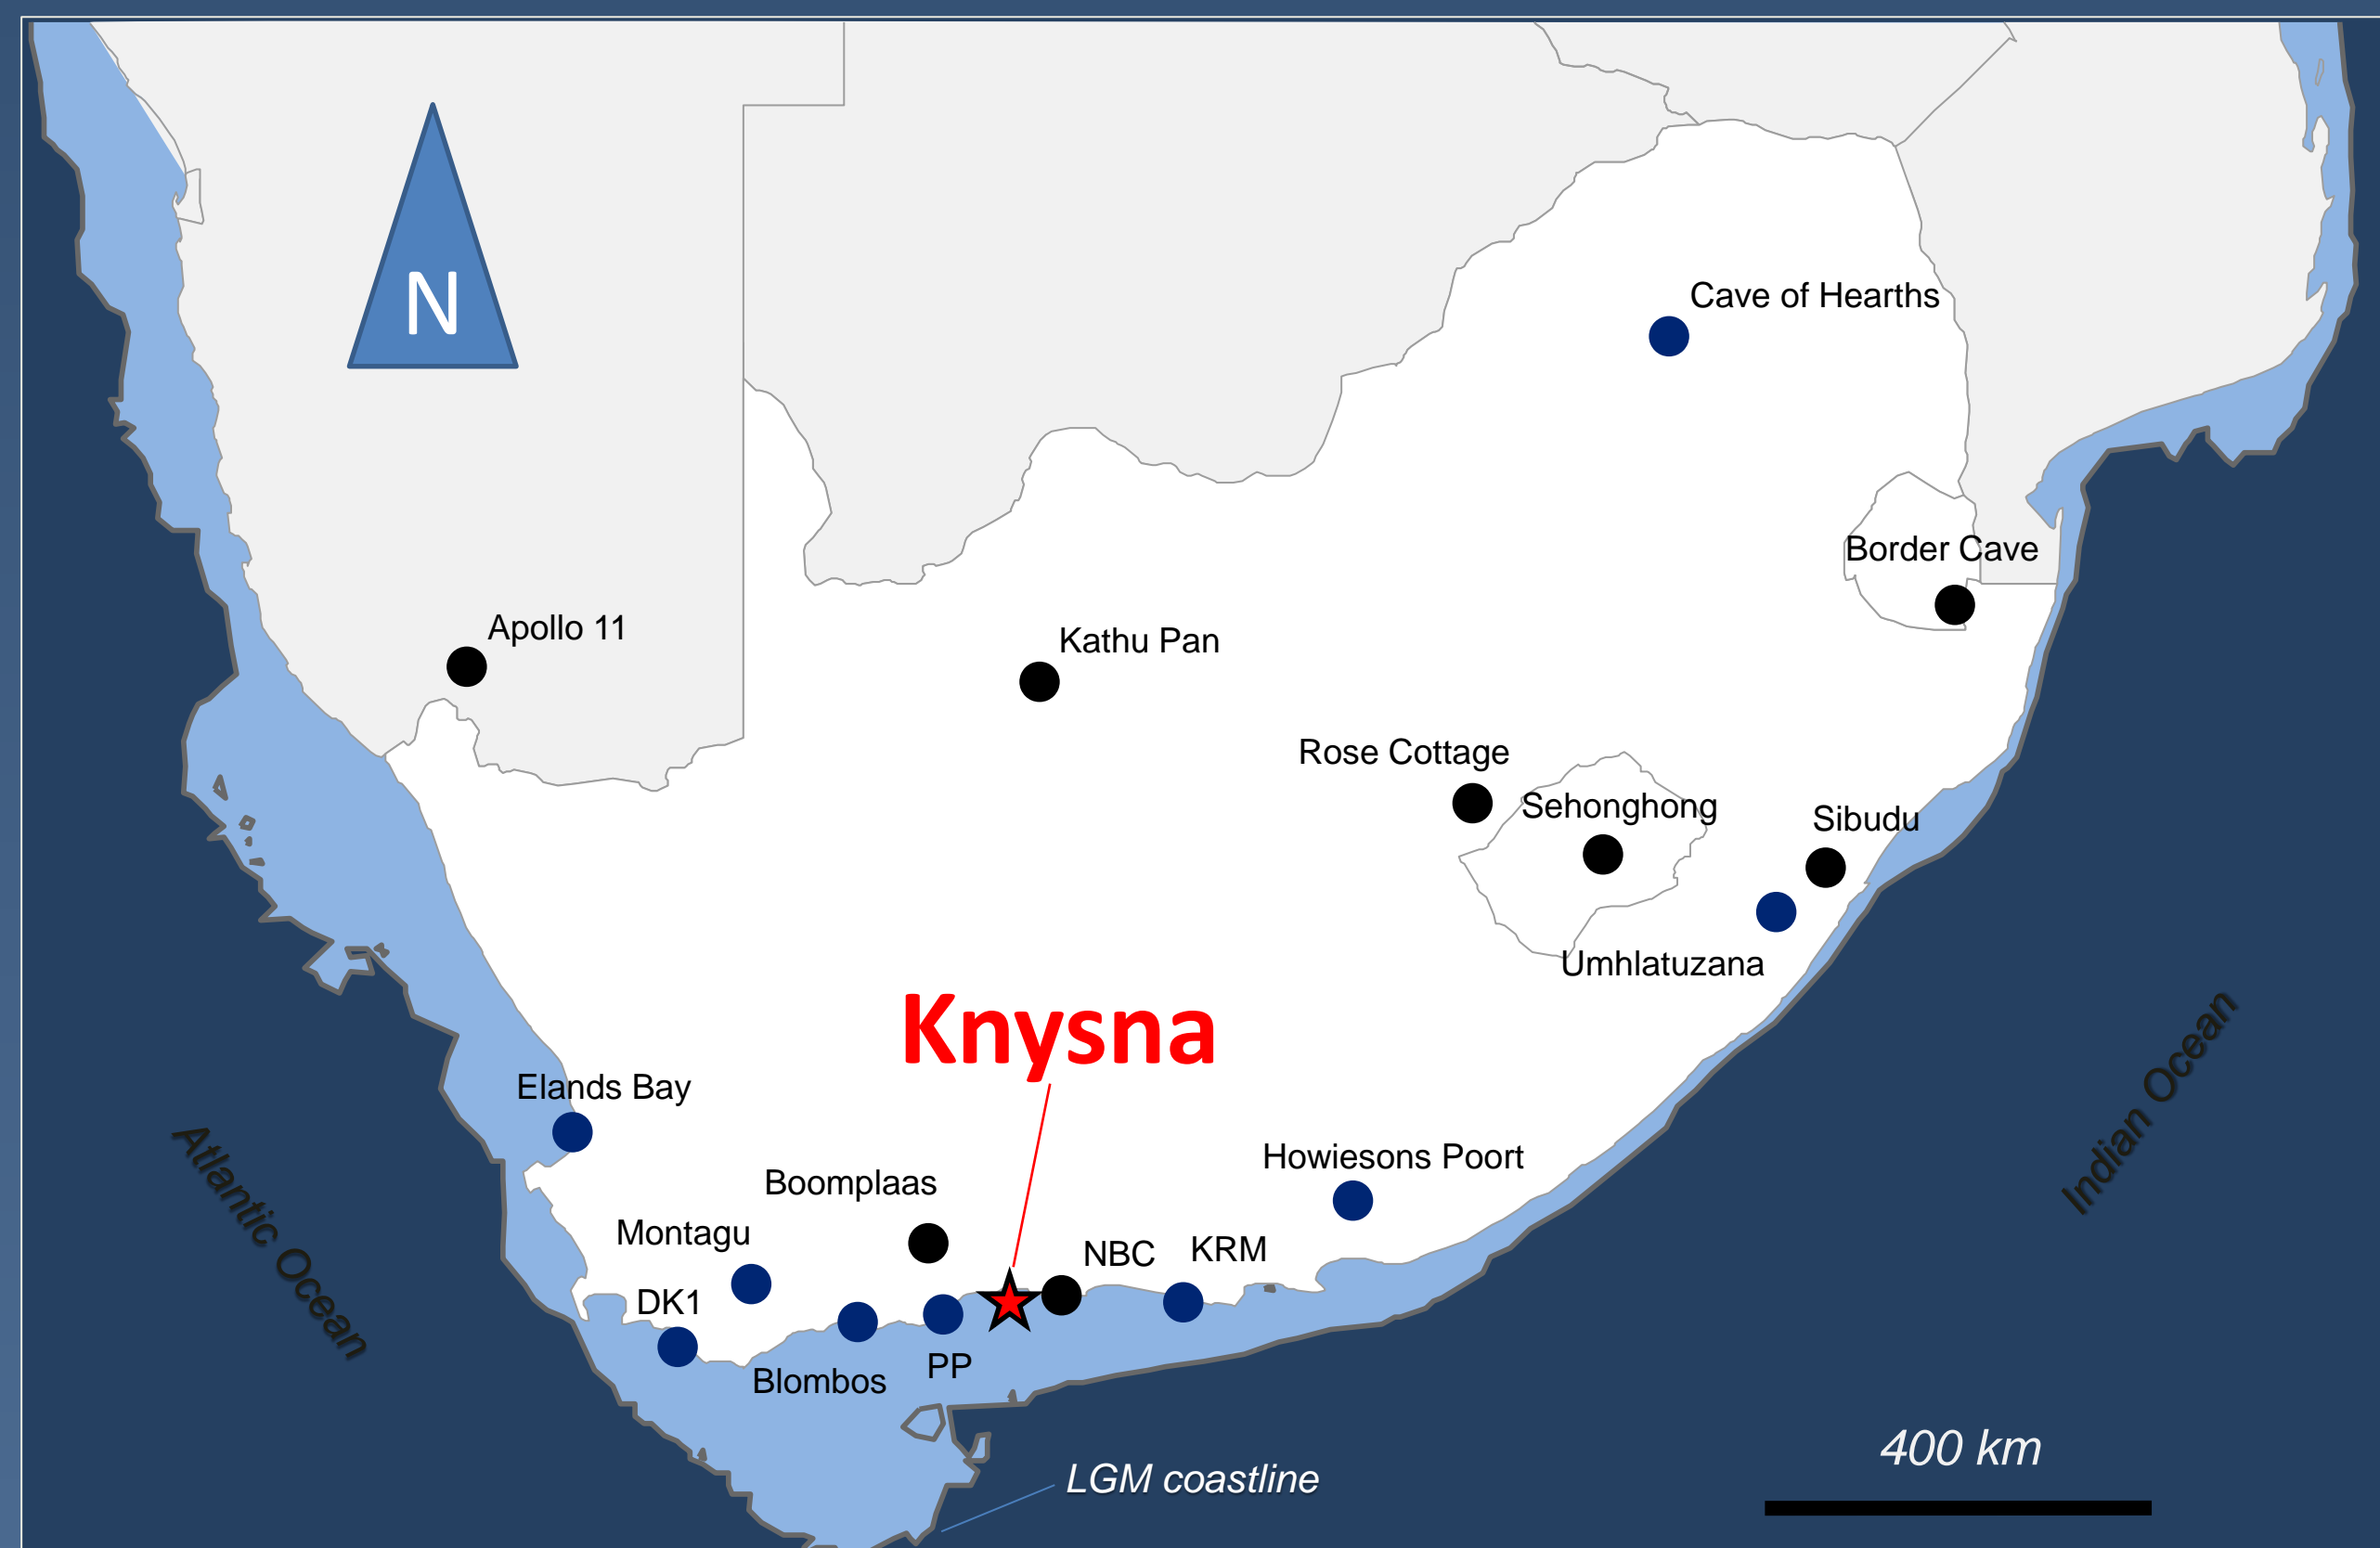 N
Cave of Hearths
Border Cave
Apollo 11
Kathu Pan
Rose Cottage
Sehonghong
Sibudu
Umhlatuzana
Knysna
Elands Bay
Indian Ocean
Atlantic Ocean
Howiesons Poort
Boomplaas
Montagu
NBC
KRM
DK1
PP
Blombos
400 km
LGM coastline